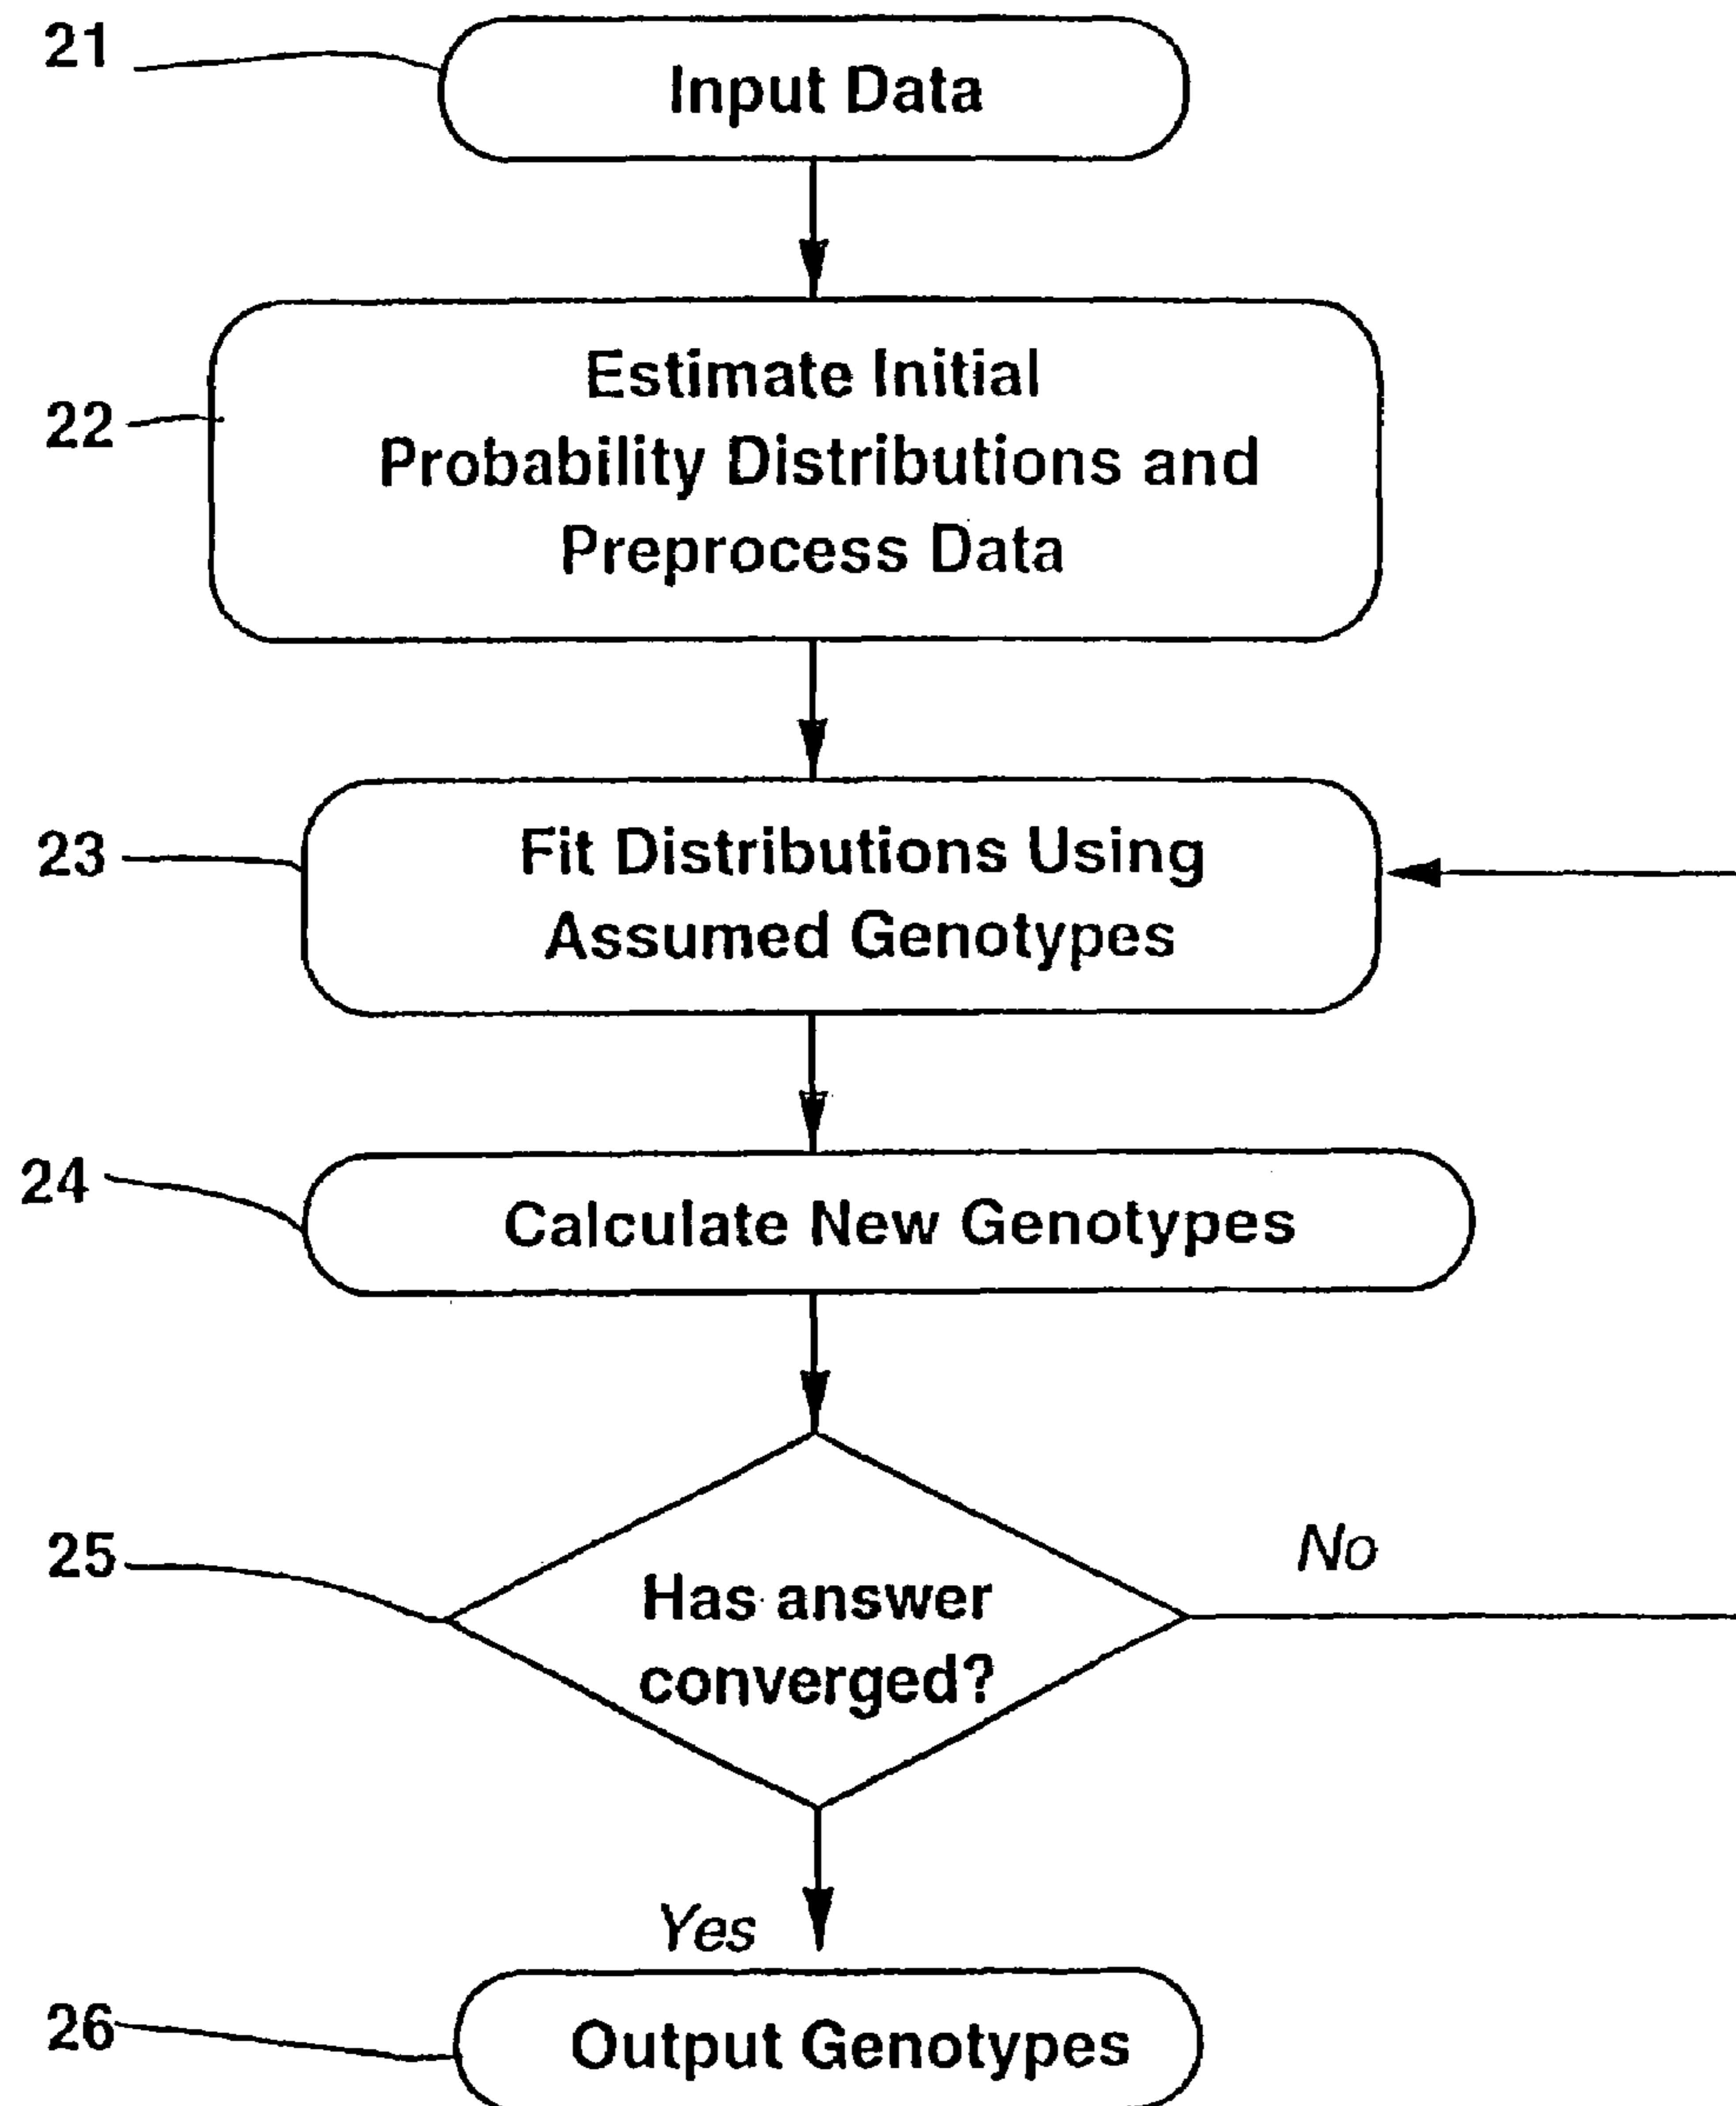 21
Input Data
22
Estimate Initial
Probability Distributions and
Preprocess Data
23
Fit Distributions Using
Assumed Genotypes
24
Calculate New Genotypes
25
Has answer
converged?
No
Yes
26
Output Genotypes